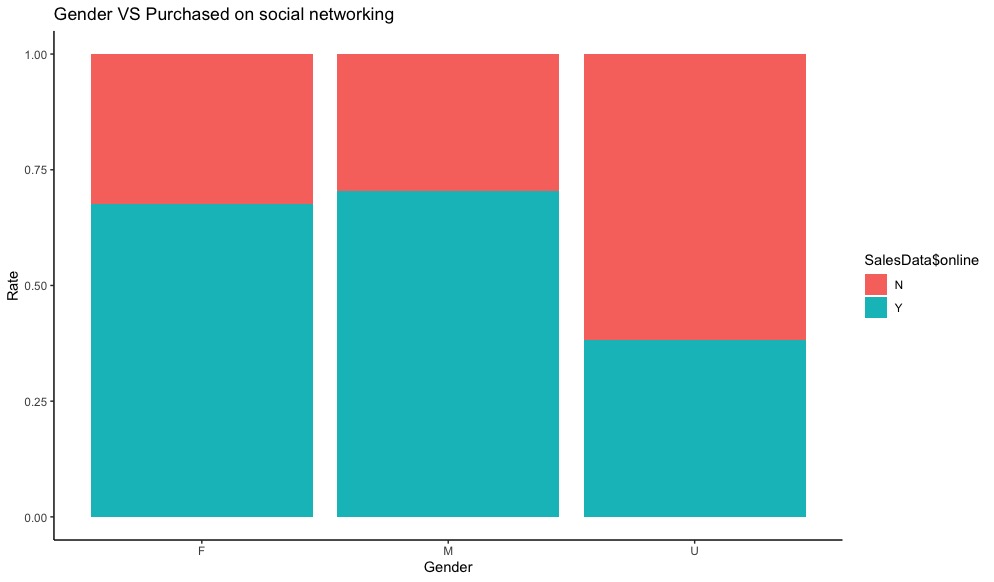 Gender VS Purchased on social networking
1.00
0.75
0.50
0.25
0.00
Rate
F
M
U
Gender
SalesData$online
N
Y